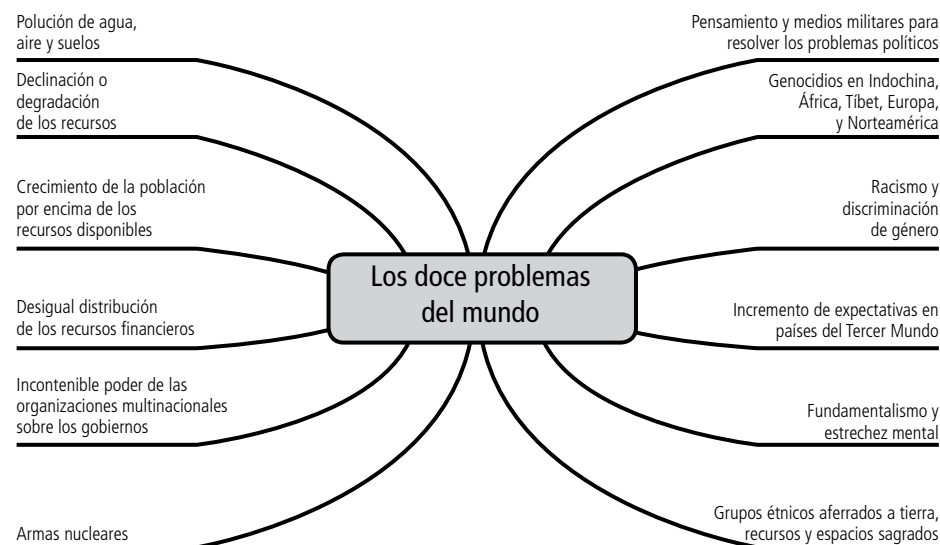 Polución de agua,
aire y suelos
Declinación o
degradación
de los recursos
Crecimiento de la población
por encima de los
recursos disponibles
Desigual distribución
de los recursos financieros
Incontenible poder de las
organizaciones multinacionales
sobre los gobiernos
Armas nucleares
Los doce problemas
del mundo
Pensamiento y medios militares para
resolver los problemas políticos
Genocidios en Indochina,
África, Tíbet, Europa,
y Norteamérica
Racismo y
discriminación
de género
Incremento de expectativas en
países del Tercer Mundo
Fundamentalismo y
estrechez mental
Grupos étnicos aferrados a tierra,
recursos y espacios sagrados